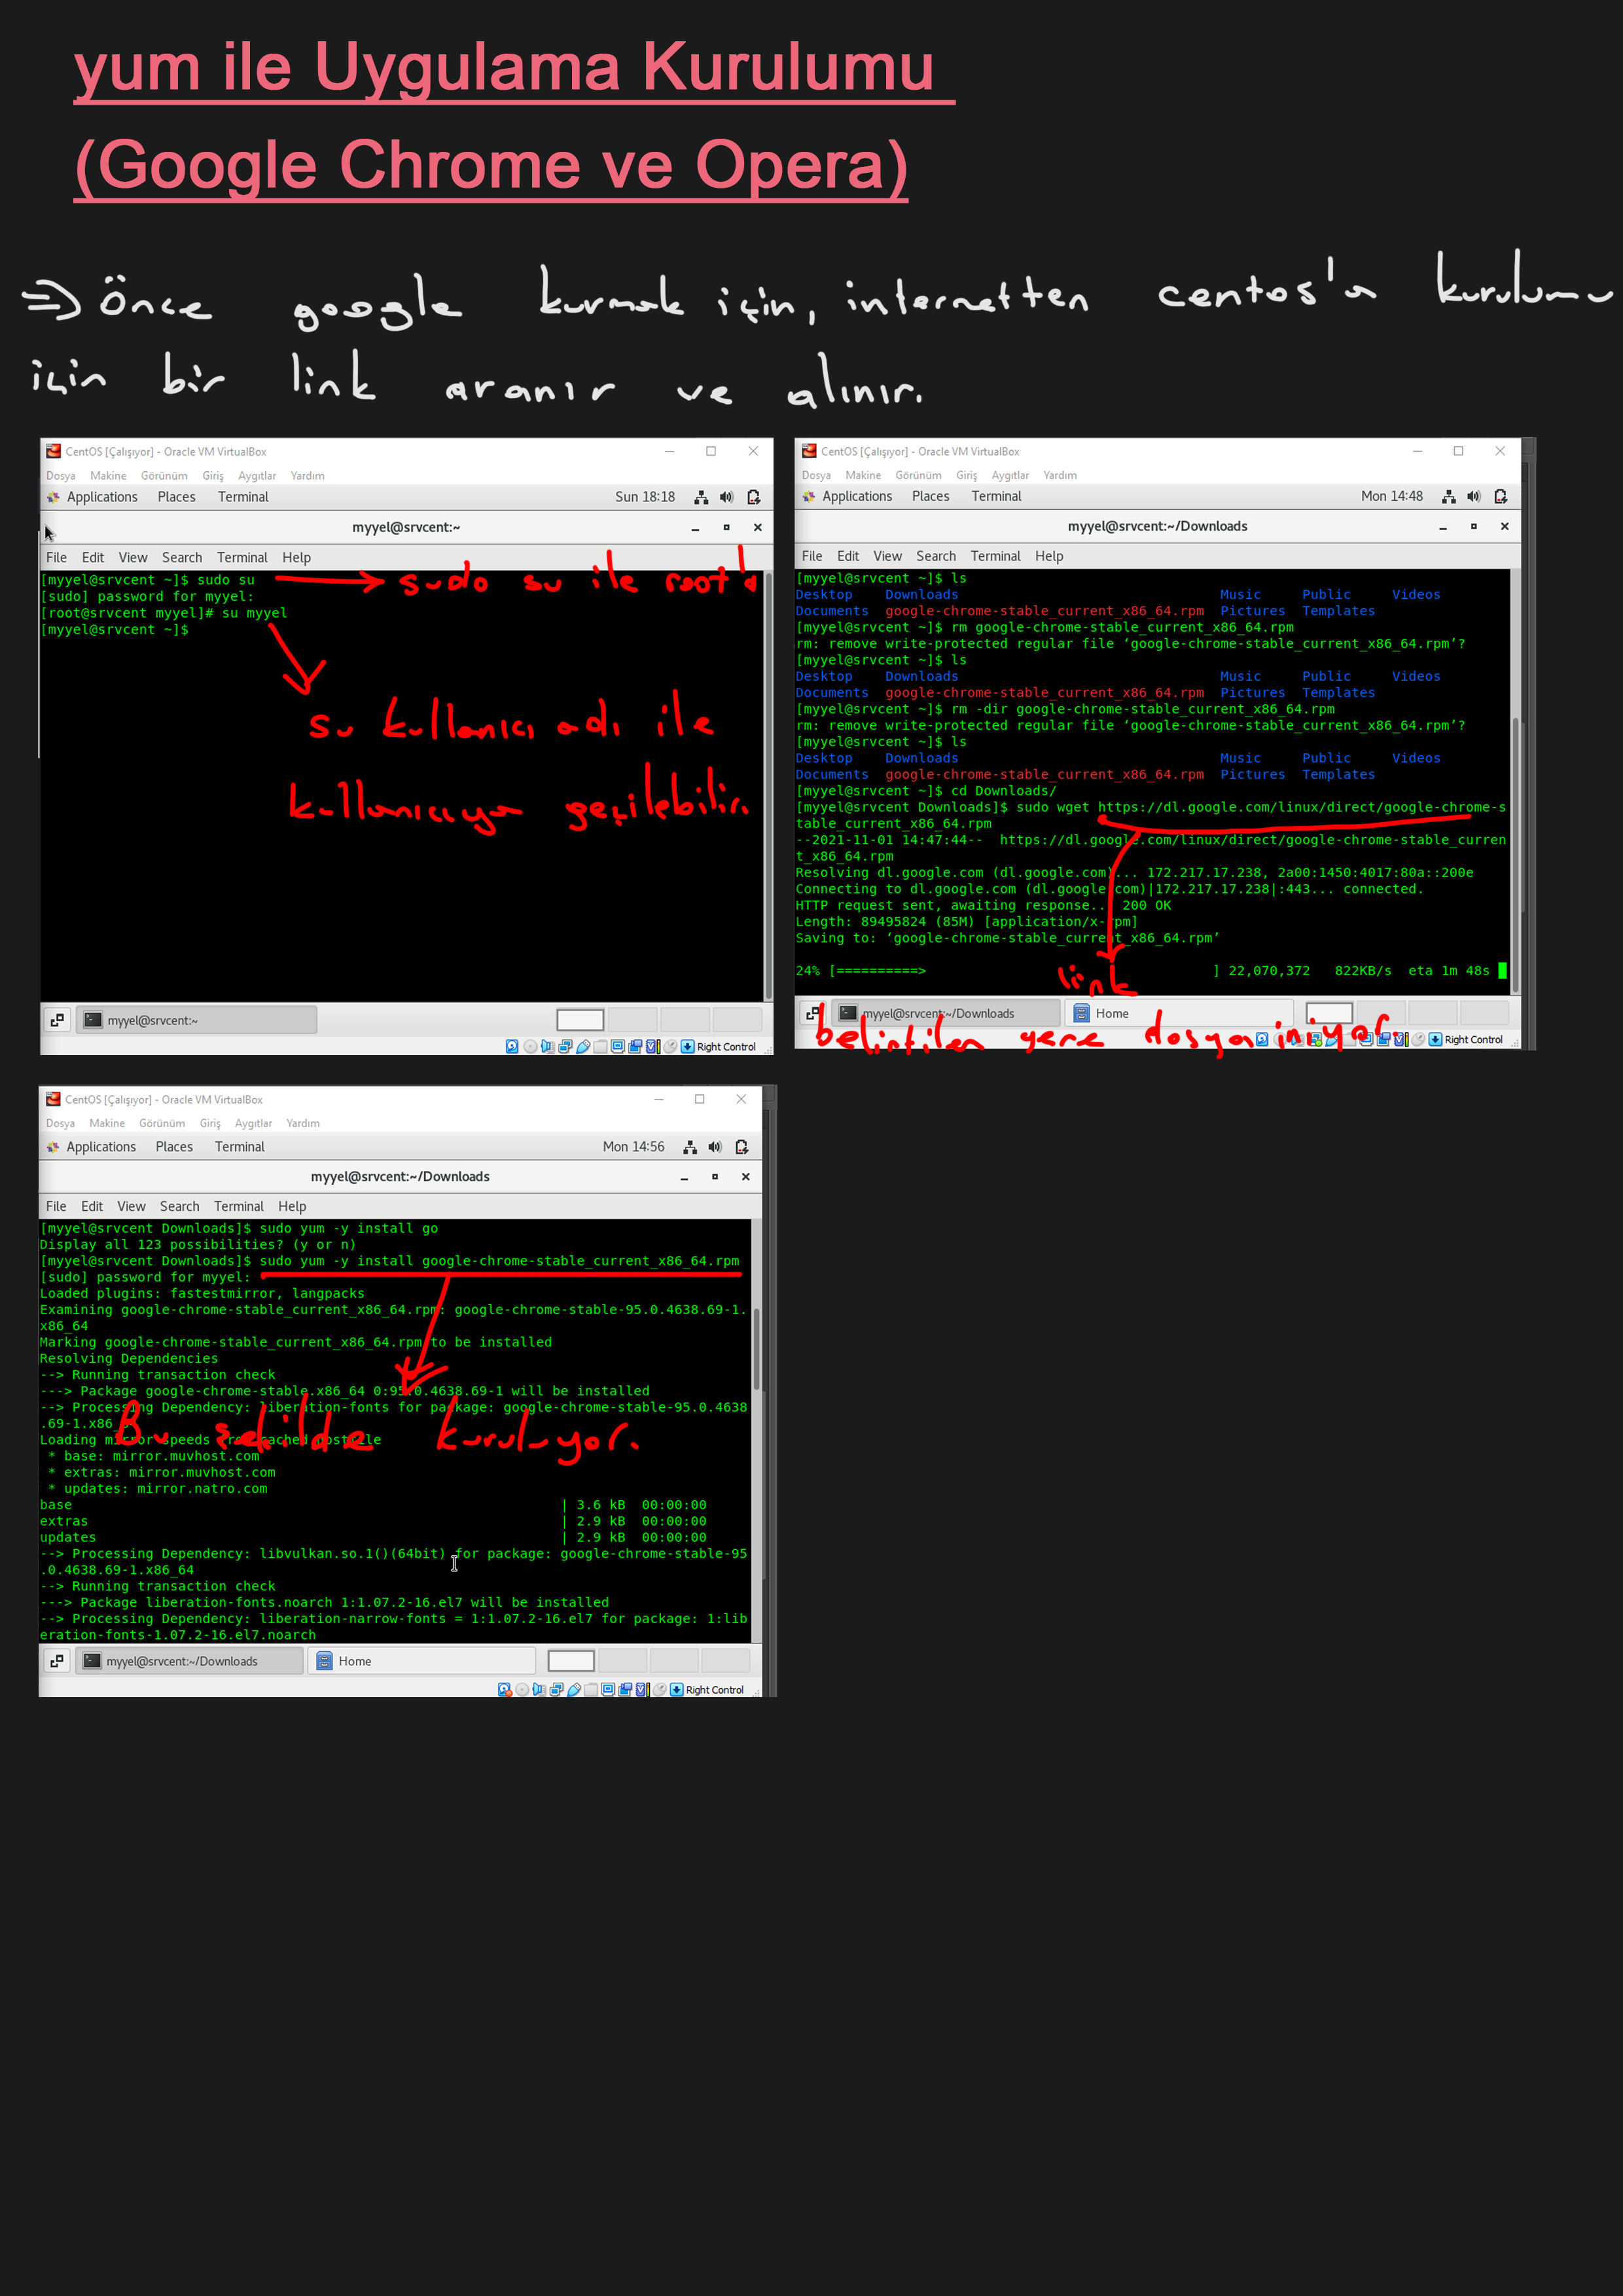 yum ile Uygulama Kurulumu
(Google Chrome ve Opera)
=> Önce google kurmak için, internetten centos'a kurulumu
için bir link aranır ve alınır.
CentOS [Çalışıyor] - Oracle VM VirtualBox
Dosya Makine Görünüm Giriş Aygıtlar Yardım
Applications Places Terminal Sun 18:18
myyel@srvcent:~
File Edit View Search Terminal Help
[myyel@srvcent ~]$ sudo su
sudo su ile root'a
[sudo] password for myyel:
[root@srvcent myyel]# su myyel
[myyel@srvcent ~]$
su kullanıcı adı ile
kullanıcıya geçilebilir.
myyel@srvcent:~
Right Control
CentOS [Çalışıyor] - Oracle VM VirtualBox
Dosya Makine Görünüm Giriş Aygıtlar Yardım
Applications Places Terminal Mon 14:48
myyel@srvcent:~/Downloads
File Edit View Search Terminal Help
[myyel@srvcent ~]$ ls
Desktop Downloads Music Public Videos
Documents google-chrome-stable_current_x86_64.rpm Pictures Templates
[myyel@srvcent ~]$ rm google-chrome-stable_current_x86_64.rpm
rm: remove write-protected regular file ‘google-chrome-stable_current_x86_64.rpm’?
[myyel@srvcent ~]$ ls
Desktop Downloads Music Public Videos
Documents google-chrome-stable_current_x86_64.rpm Pictures Templates
[myyel@srvcent ~]$ rm -dir google-chrome-stable_current_x86_64.rpm
rm: remove write-protected regular file ‘google-chrome-stable_current_x86_64.rpm’?
[myyel@srvcent ~]$ ls
Desktop Downloads Music Public Videos
Documents google-chrome-stable_current_x86_64.rpm Pictures Templates
[myyel@srvcent ~]$ cd Downloads/
[myyel@srvcent Downloads]$ sudo wget https://dl.google.com/linux/direct/google-chrome-s
table_current_x86_64.rpm
--2021-11-01 14:47:44-- https://dl.google.com/linux/direct/google-chrome-stable_curren
t_x86_64.rpm
Resolving dl.google.com (dl.google.com)... 172.217.17.238, 2a00:1450:4017:80a::200e
Connecting to dl.google.com (dl.google.com)|172.217.17.238|:443... connected.
HTTP request sent, awaiting response... 200 OK
Length: 89495824 (85M) [application/x-rpm]
Saving to: ‘google-chrome-stable_current_x86_64.rpm’
24% [==========> ] 22,070,372 822KB/s eta 1m 48s
link
myyel@srvcent:~/Downloads Home
belirtilen yere dosya iniyor.
Right Control
CentOS [Çalışıyor] - Oracle VM VirtualBox
Dosya Makine Görünüm Giriş Aygıtlar Yardım
Applications Places Terminal Mon 14:56
myyel@srvcent:~/Downloads
File Edit View Search Terminal Help
[myyel@srvcent Downloads]$ sudo yum -y install go
Display all 123 possibilities? (y or n)
[myyel@srvcent Downloads]$ sudo yum -y install google-chrome-stable_current_x86_64.rpm
[sudo] password for myyel:
Loaded plugins: fastestmirror, langpacks
Examining google-chrome-stable_current_x86_64.rpm: google-chrome-stable-95.0.4638.69-1.
x86_64
Marking google-chrome-stable_current_x86_64.rpm to be installed
Resolving Dependencies
--> Running transaction check
---> Package google-chrome-stable.x86_64 0:95.0.4638.69-1 will be installed
--> Processing Dependency: liberation-fonts for package: google-chrome-stable-95.0.4638
.69-1.x86_64
Bu şekilde kuruluyor.
Loading mirror speeds from cached hostfile
* base: mirror.muvhost.com
* extras: mirror.muvhost.com
* updates: mirror.natro.com
base | 3.6 kB 00:00:00
extras | 2.9 kB 00:00:00
updates | 2.9 kB 00:00:00
--> Processing Dependency: libvulkan.so.1()(64bit) for package: google-chrome-stable-95
.0.4638.69-1.x86_64
--> Running transaction check
---> Package liberation-fonts.noarch 1:1.07.2-16.el7 will be installed
--> Processing Dependency: liberation-narrow-fonts = 1:1.07.2-16.el7 for package: 1:lib
eration-fonts-1.07.2-16.el7.noarch
myyel@srvcent:~/Downloads Home
Right Control